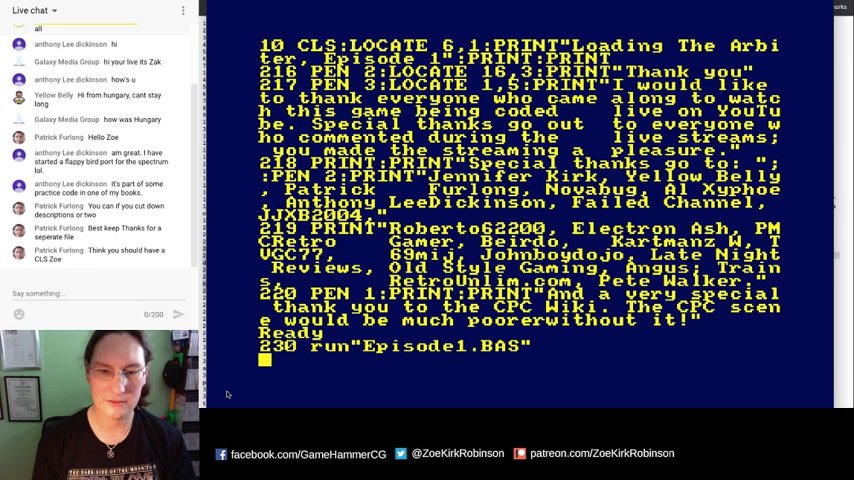 Live chat
all
anthony Lee dickinson hi
Galaxy Media Group hi your live its Zak
anthony Lee dickinson how's u
Yellow Belly Hi from hungary, cant stay
long
Galaxy Media Group how was Hungary
Patrick Furlong Hello Zoe
anthony Lee dickinson am great. I have
started a flappy bird port for the spectrum
lol.
anthony Lee dickinson it's part of some
practice code in one of my books.
Patrick Furlong You can if you cut down
descriptions or two
Patrick Furlong Best keep Thanks for a
seperate file
Patrick Furlong Think you should have a
CLS Zoe
Say something...
0/200
10 CLS:LOCATE 6,1:PRINT"Loading The Arbi
ter, Episode 1":PRINT:PRINT
216 PEN 2:LOCATE 16,3:PRINT"Thank you"
217 PEN 3:LOCATE 1,5:PRINT"I would like
to thank everyone who came along to watc
h this game being coded live on YouTu
be. Special thanks go out to everyone w
ho commented during the live streams;
you made the streaming a pleasure."
218 PRINT:PRINT"Special thanks go to: ";
:PEN 2:PRINT"Jennifer Kirk, Yellow Belly
, Patrick Furlong, Novabug, Al Xyphoe
, Anthony LeeDickinson, Failed Channel,
JJXB2004,"
219 PRINT"Roberto62200, Electron Ash, PM
CRetro Gamer, Beirdo, Kartmanz W, T
VGC77, 69mij, Johnboydojo, Late Night
Reviews, Old Style Gaming, Angus; Train
s, RetroUnlim.com, Pete Walker."
220 PEN 1:PRINT:PRINT"And a very special
thank you to the CPC Wiki. The CPC scen
e would be much poorerwithout it!"
Ready
230 run"Episode1.BAS"
THE DARK SIDE OF THE MOON
facebook.com/GameHammerCG @ZoeKirkRobinson patreon.com/ZoeKirkRobinson